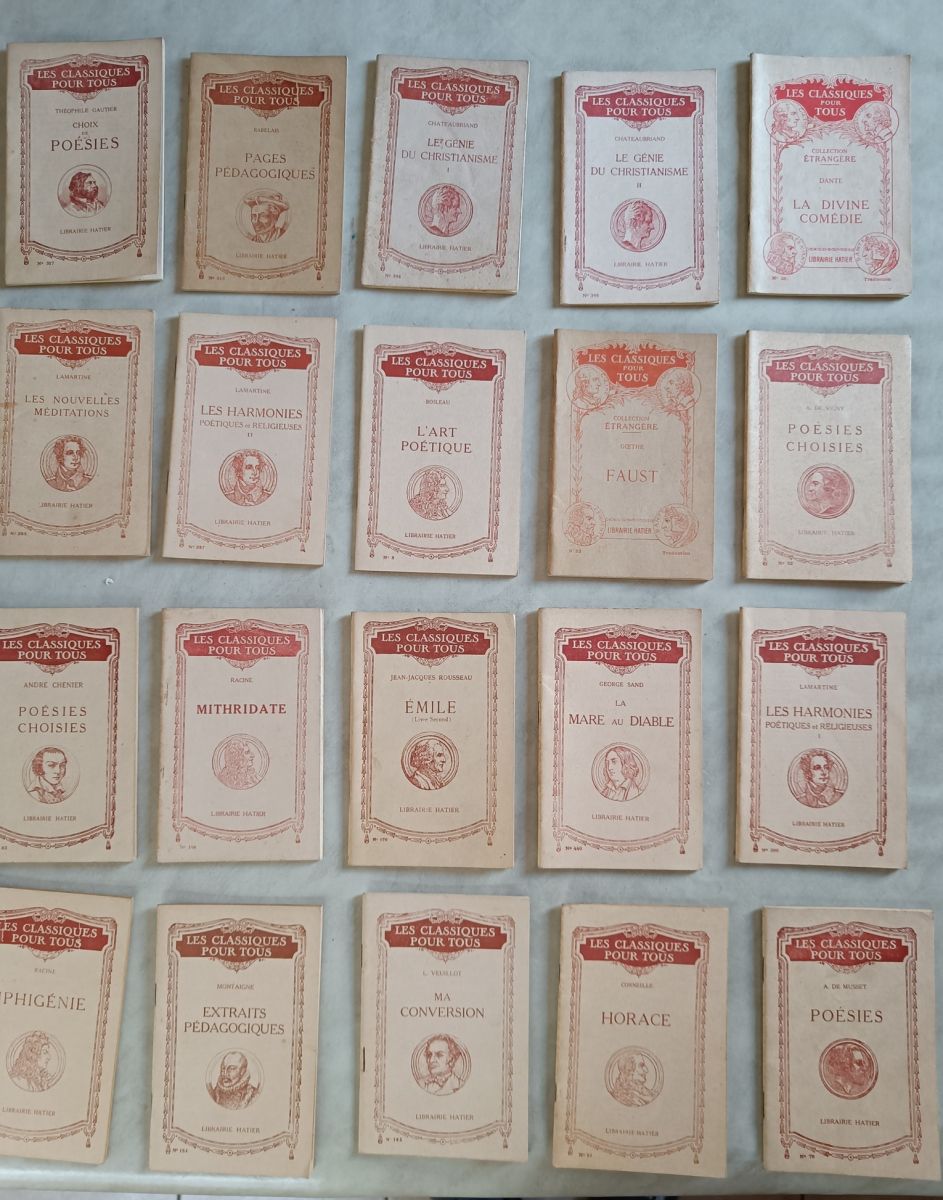 LES CLASSIQUES
POUR TOUS
THÉOPHILE GAUTIER
CHOIX
DE
POÉSIES
LIBRAIRIE HATIER
LES CLASSIQUES
POUR TOUS
RABELAIS
PAGES
PÉDAGOGIQUES
LIBRAIRIE HATIER
LES CLASSIQUES
POUR TOUS
CHATEAUBRIAND
LE GÉNIE
DU CHRISTIANISME
I
LIBRAIRIE HATIER
LES CLASSIQUES
POUR TOUS
CHATEAUBRIAND
LE GÉNIE
DU CHRISTIANISME
II
LIBRAIRIE HATIER
LES CLASSIQUES
POUR
TOUS
COLLECTION
ÉTRANGÈRE
DANTE
LA DIVINE
COMÉDIE
LIBRAIRIE HATIER
Traduction
LES CLASSIQUES
POUR TOUS
LAMARTINE
LES NOUVELLES
MÉDITATIONS
LIBRAIRIE HATIER
LES CLASSIQUES
POUR TOUS
LAMARTINE
LES HARMONIES
POÉTIQUES et RELIGIEUSES
II
LIBRAIRIE HATIER
LES CLASSIQUES
POUR TOUS
BOILEAU
L'ART
POÉTIQUE
LIBRAIRIE HATIER
LES CLASSIQUES
POUR
TOUS
COLLECTION
ÉTRANGÈRE
GŒTHE
FAUST
LIBRAIRIE HATIER
Traduction
LES CLASSIQUES
POUR TOUS
A. DE VIGNY
POÉSIES
CHOISIES
LIBRAIRIE HATIER
LES CLASSIQUES
POUR TOUS
ANDRÉ CHÉNIER
POÉSIES
CHOISIES
LIBRAIRIE HATIER
LES CLASSIQUES
POUR TOUS
RACINE
MITHRIDATE
LIBRAIRIE HATIER
LES CLASSIQUES
POUR TOUS
JEAN-JACQUES ROUSSEAU
ÉMILE
(Livre Second)
LIBRAIRIE HATIER
LES CLASSIQUES
POUR TOUS
GEORGE SAND
LA
MARE AU DIABLE
LIBRAIRIE HATIER
Nº 440
LES CLASSIQUES
POUR TOUS
LAMARTINE
LES HARMONIES
POÉTIQUES et RELIGIEUSES
I
LIBRAIRIE HATIER
LES CLASSIQUES
POUR TOUS
RACINE
IPHIGÉNIE
LIBRAIRIE HATIER
LES CLASSIQUES
POUR TOUS
MONTAIGNE
EXTRAITS
PÉDAGOGIQUES
LIBRAIRIE HATIER
LES CLASSIQUES
POUR TOUS
L. VEUILLOT
MA
CONVERSION
LIBRAIRIE HATIER
LES CLASSIQUES
POUR TOUS
CORNEILLE
HORACE
LIBRAIRIE HATIER
LES CLASSIQUES
POUR TOUS
A. DE MUSSET
POÉSIES
LIBRAIRIE HATIER